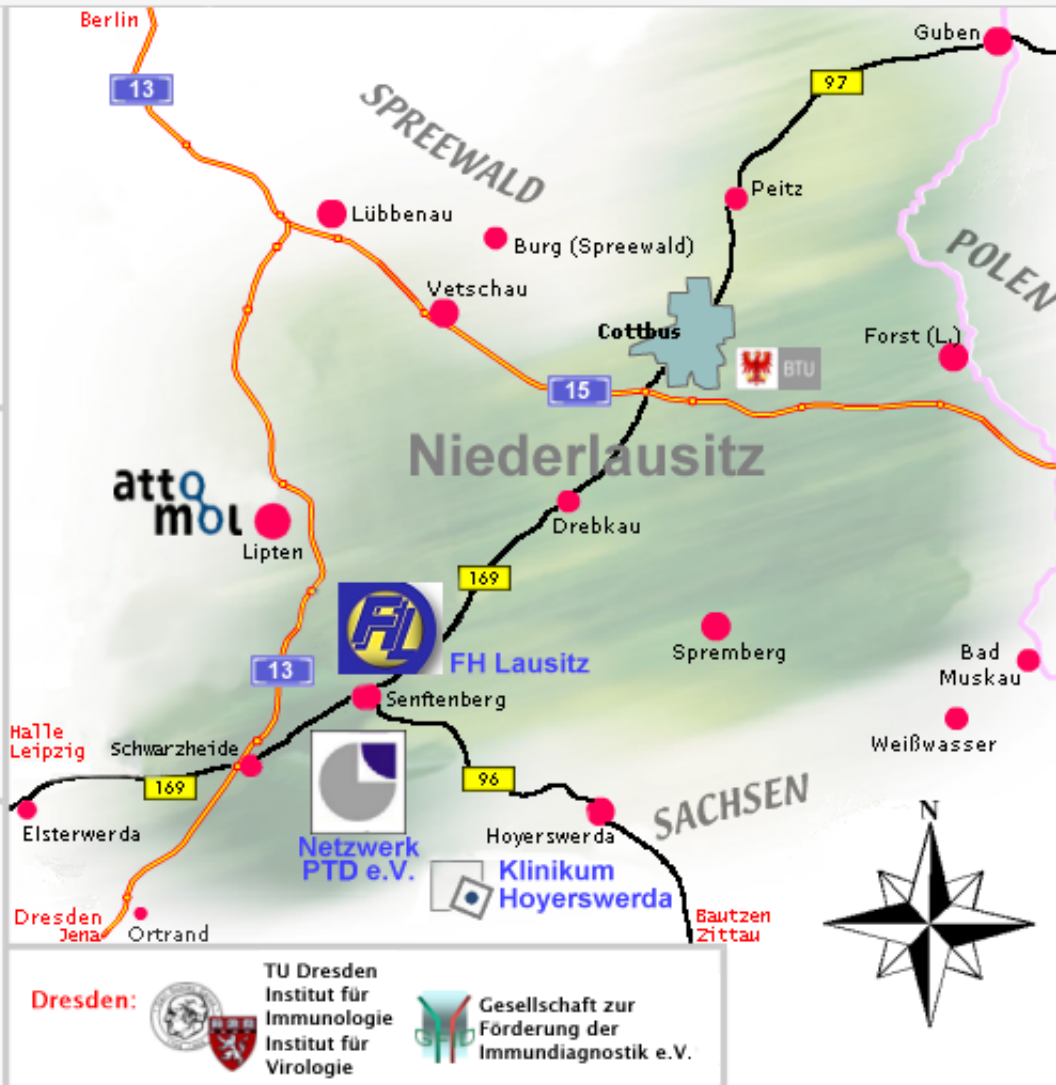 Berlin
Guben
13
97
SPREEWALD
Peitz
Lübbenau
Burg (Spreewald)
POLEN
Vetschau
Cottbus
Forst (L.)
BTU
15
Niederlausitz
atto
mol
Drebkau
Lipten
169
FHL
FH Lausitz
Spremberg
Bad
Muskau
13
Senftenberg
Halle
Leipzig
Schwarzheide
Weißwasser
169
96
SACHSEN
Elsterwerda
Hoyerswerda
N
Netzwerk
PTD e.V.
Klinikum
Hoyerswerda
Dresden
Jena
Ortrand
Bautzen
Zittau
Dresden:
TU Dresden
Institut für
Immunologie
Institut für
Virologie
Gesellschaft zur
Förderung der
Immundiagnostik e.V.